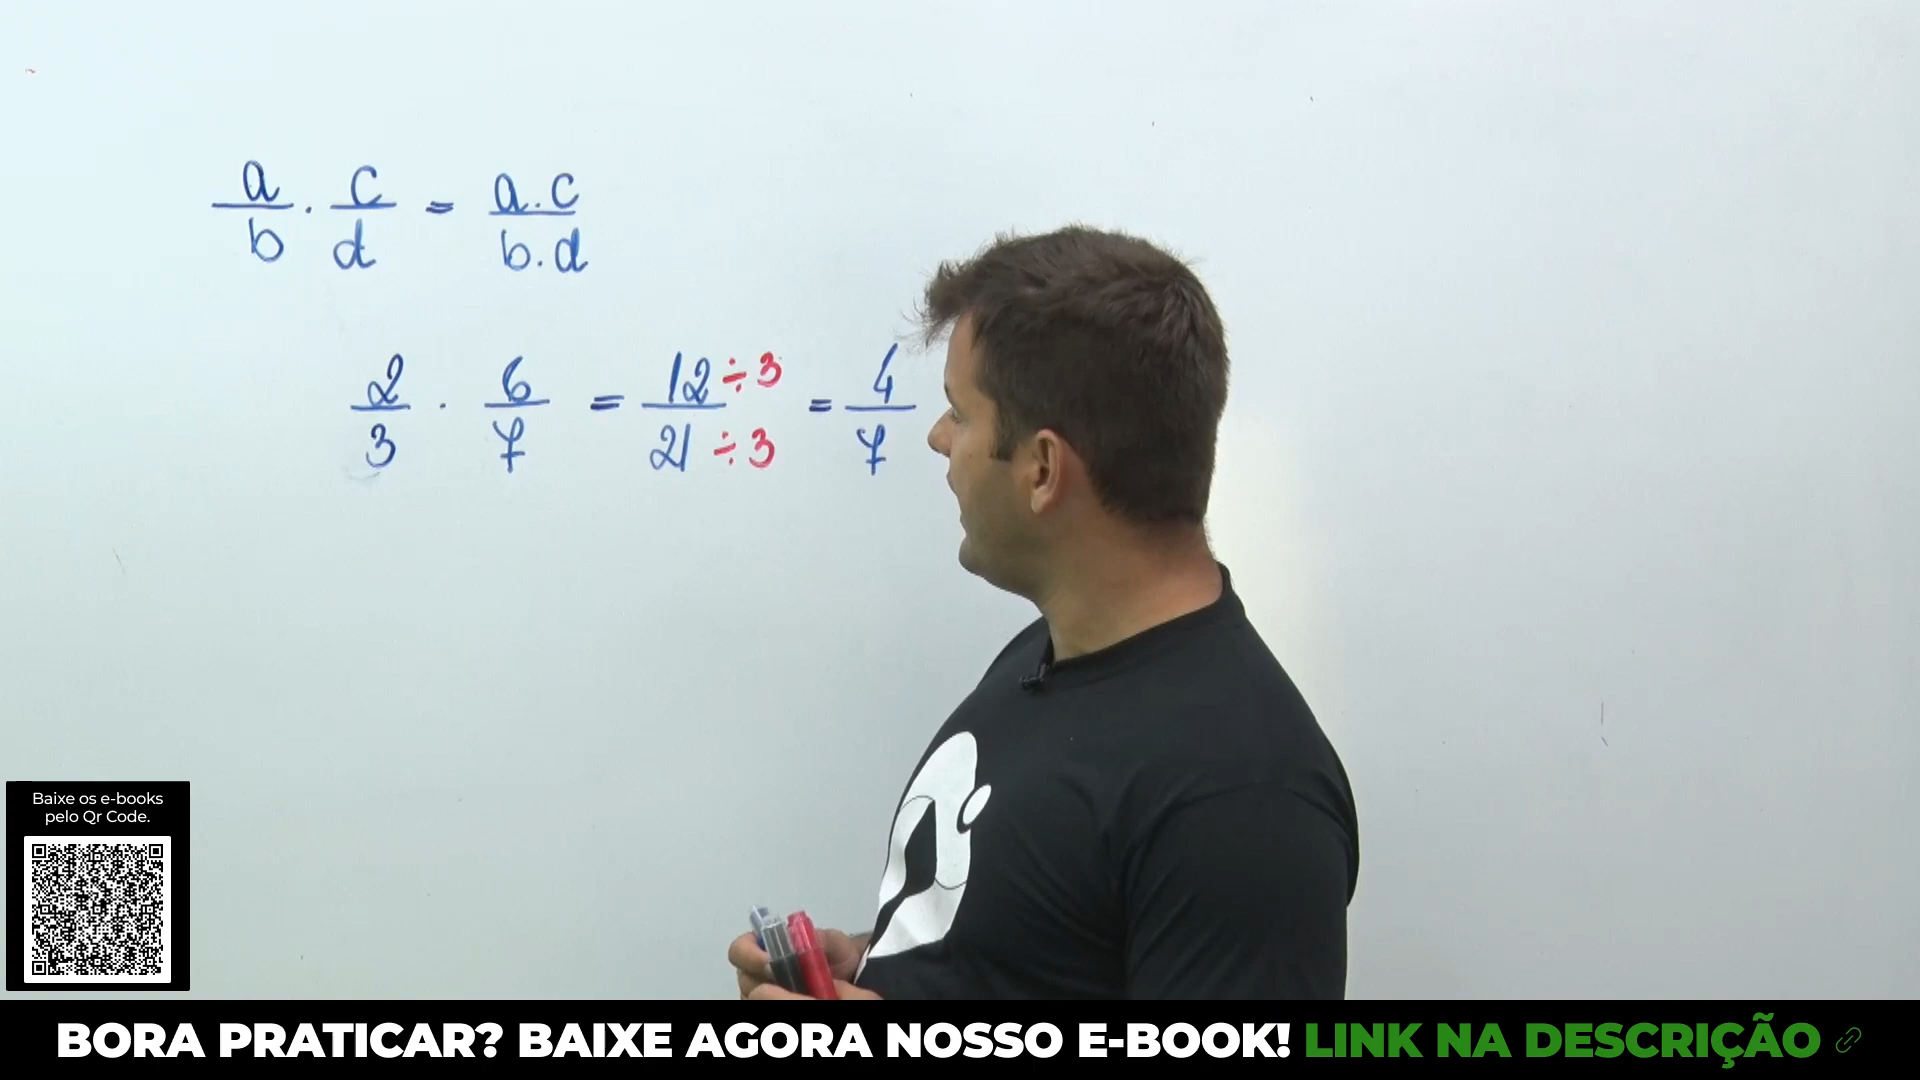 a/b . c/d = a.c/b.d
2/3 . 6/7 = 12÷3/21÷3 = 4/7
Baixe os e-books
pelo Qr Code.
BORA PRATICAR? BAIXE AGORA NOSSO E-BOOK! LINK NA DESCRIÇÃO